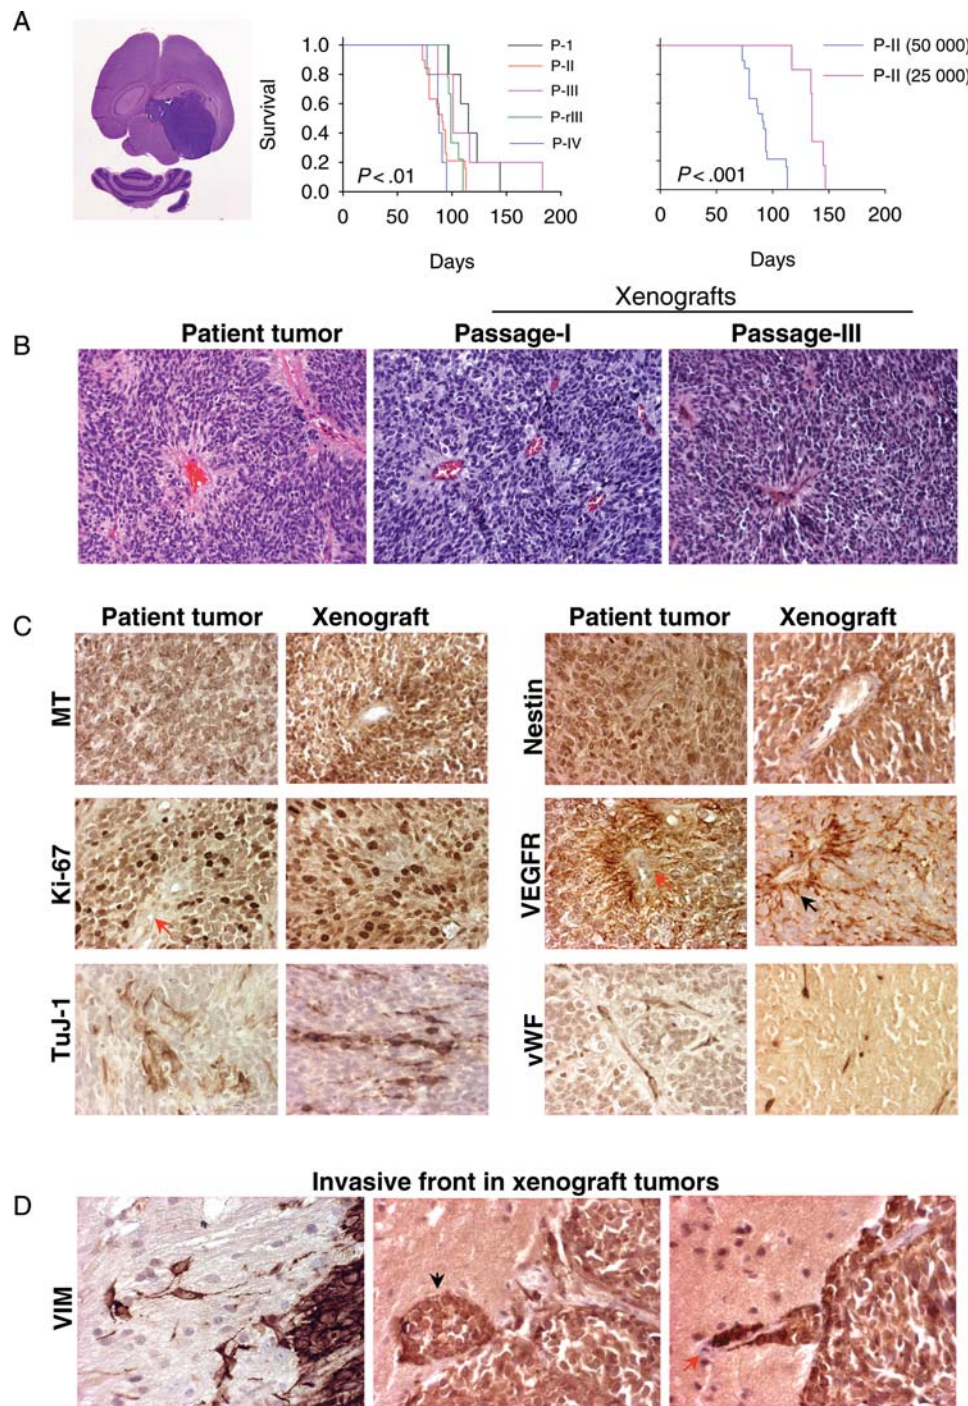 A
Survival
1.0
0.8
0.6
0.4
0.2
0.0
P<.01
0 50 100 150 200
Days
P-1
P-II
P-III
P-rIII
P-IV
P<.001
0 50 100 150 200
Days
P-II (50 000)
P-II (25 000)
Xenografts
B
Patient tumor Passage-I Passage-III
C
Patient tumor Xenograft Patient tumor Xenograft
MT
Nestin
Ki-67
VEGFR
TuJ-1
vWF
Invasive front in xenograft tumors
D
VIM